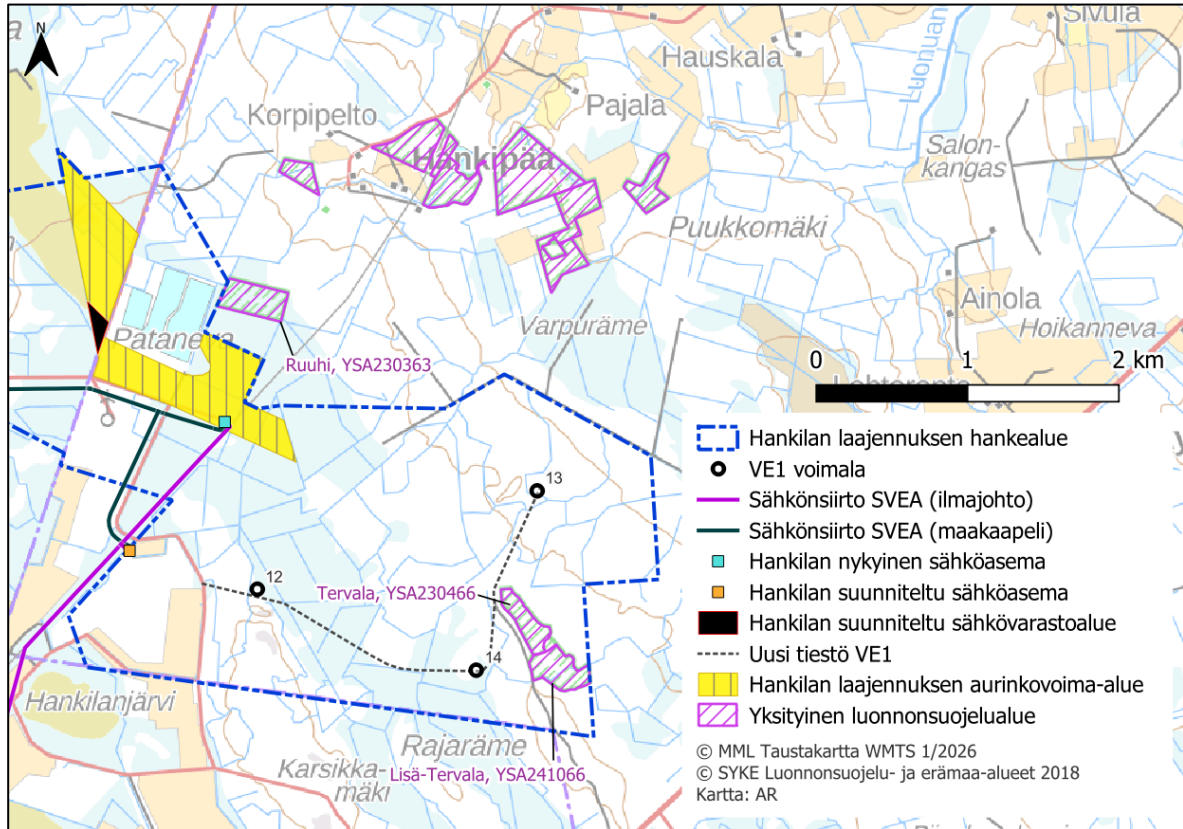 N
Sivula
Hauskala
Luonuan
Pajala
Korpipelto
Hankipää
Salon-
kangas
Puukkomäki
Ainola
Varpuräme
Hoikanneva
Pataneva
Ruuhi, YSA230363
0 1 2 km
Lehtoranta
Hankilan laajennuksen hankealue
VE1 voimala
Sähkönsiirto SVEA (ilmajohto)
Sähkönsiirto SVEA (maakaapeli)
Hankilan nykyinen sähköasema
Hankilan suunniteltu sähköasema
Hankilan suunniteltu sähkövarastoalue
Uusi tiestö VE1
Hankilan laajennuksen aurinkovoima-alue
Yksityinen luonnonsuojelualue
© MML Taustakartta WMTS 1/2026
© SYKE Luonnonsuojelu- ja erämaa-alueet 2018
Kartta: AR
13
12
Tervala, YSA230466
14
Hankilanjärvi
Rajaräme
Karsikka-
mäki
Lisä-Tervala, YSA241066